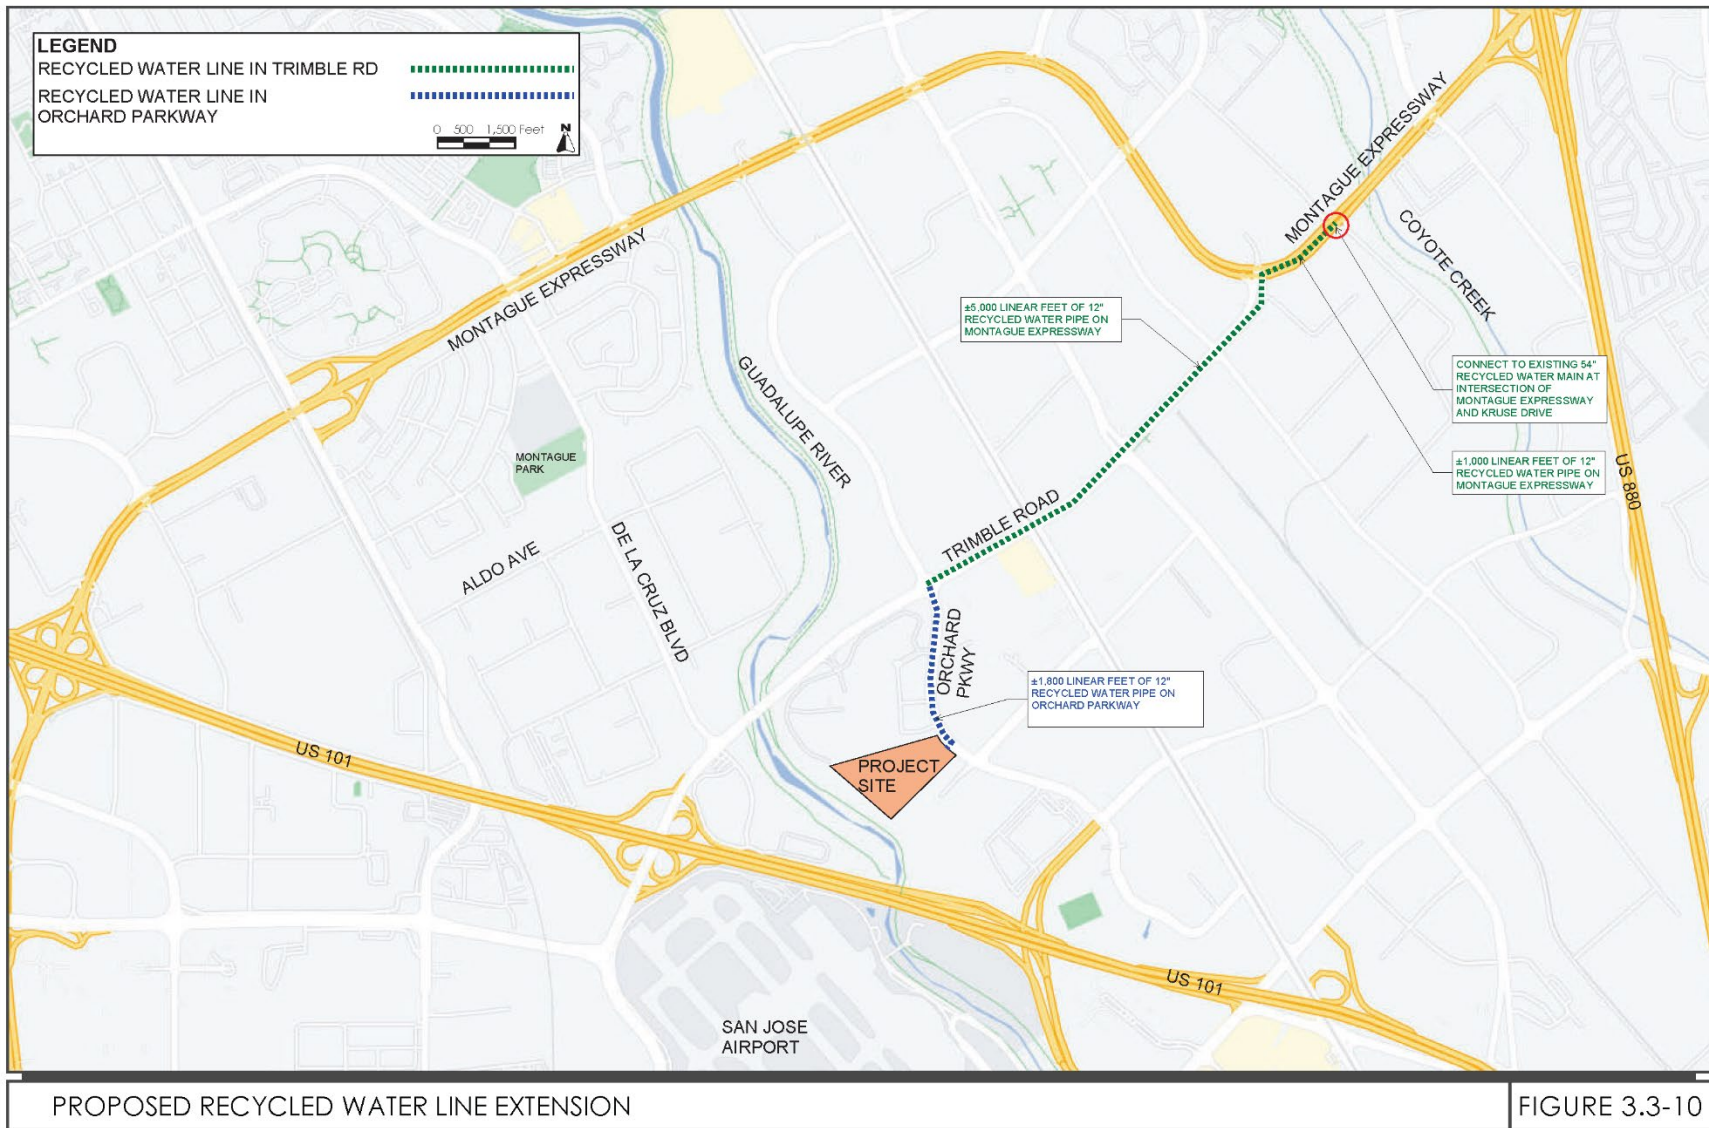 LEGEND
RECYCLED WATER LINE IN TRIMBLE RD
RECYCLED WATER LINE IN
ORCHARD PARKWAY
0 500 1,500 Feet N
MONTAGUE EXPRESSWAY
MONTAGUE EXPRESSWAY
COYOTE CREEK
±5,000 LINEAR FEET OF 12"
RECYCLED WATER PIPE ON
MONTAGUE EXPRESSWAY
CONNECT TO EXISTING 54"
RECYCLED WATER MAIN AT
INTERSECTION OF
MONTAGUE EXPRESSWAY
AND KRUSE DRIVE
±1,000 LINEAR FEET OF 12"
RECYCLED WATER PIPE ON
MONTAGUE EXPRESSWAY
US 880
GUADALUPE RIVER
MONTAGUE
PARK
TRIMBLE ROAD
ALDO AVE
DE LA CRUZ BLVD
ORCHARD
PKWY
±1,800 LINEAR FEET OF 12"
RECYCLED WATER PIPE ON
ORCHARD PARKWAY
PROJECT
SITE
US 101
US 101
SAN JOSE
AIRPORT
PROPOSED RECYCLED WATER LINE EXTENSION
FIGURE 3.3-10